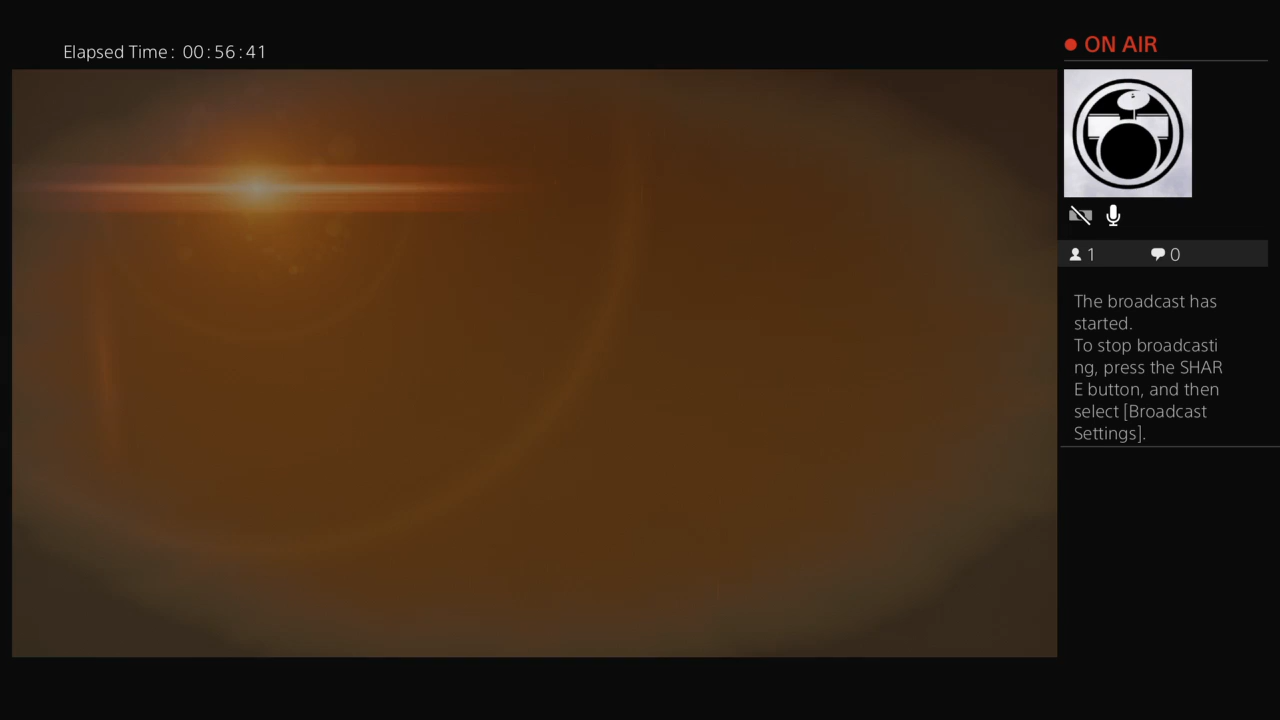 Elapsed Time: 00:56:41
ON AIR
1 0
The broadcast has
started.
To stop broadcasti
ng, press the SHAR
E button, and then
select [Broadcast
Settings].